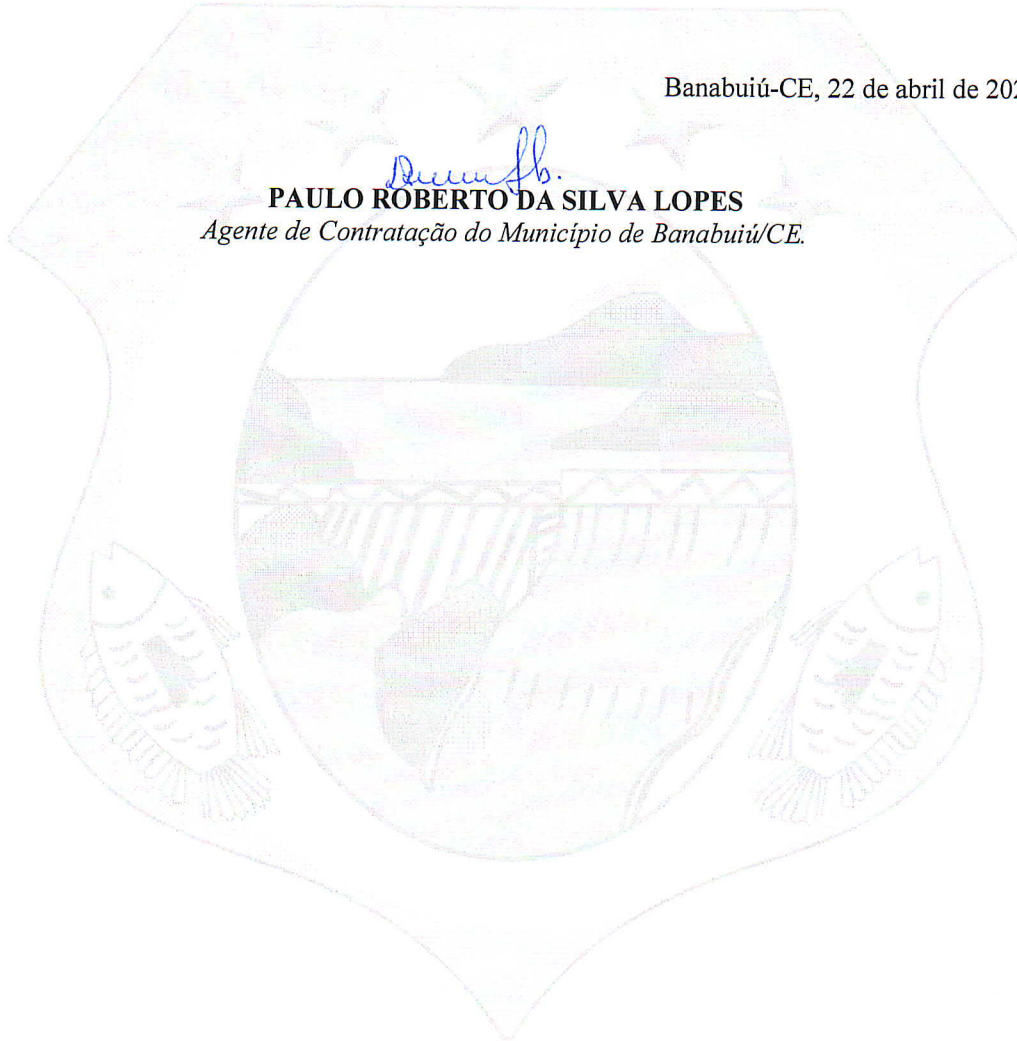 Banabuiú-CE, 22 de abril de 202
PAULO ROBERTO DA SILVA LOPES
Agente de Contratação do Município de Banabuiú/CE.